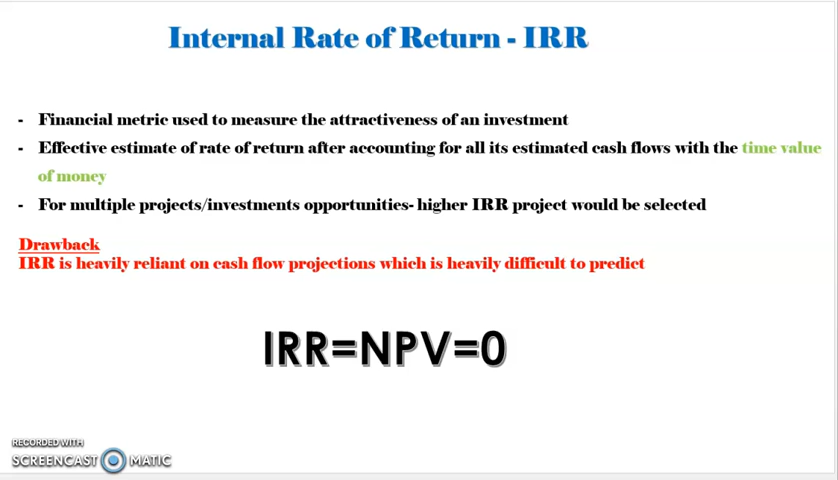 Internal Rate of Return - IRR
- Financial metric used to measure the attractiveness of an investment
- Effective estimate of rate of return after accounting for all its estimated cash flows with the time value
of money
- For multiple projects/investments opportunities- higher IRR project would be selected
Drawback
IRR is heavily reliant on cash flow projections which is heavily difficult to predict
IRR=NPV=0
RECORDED WITH
SCREENCAST MATIC